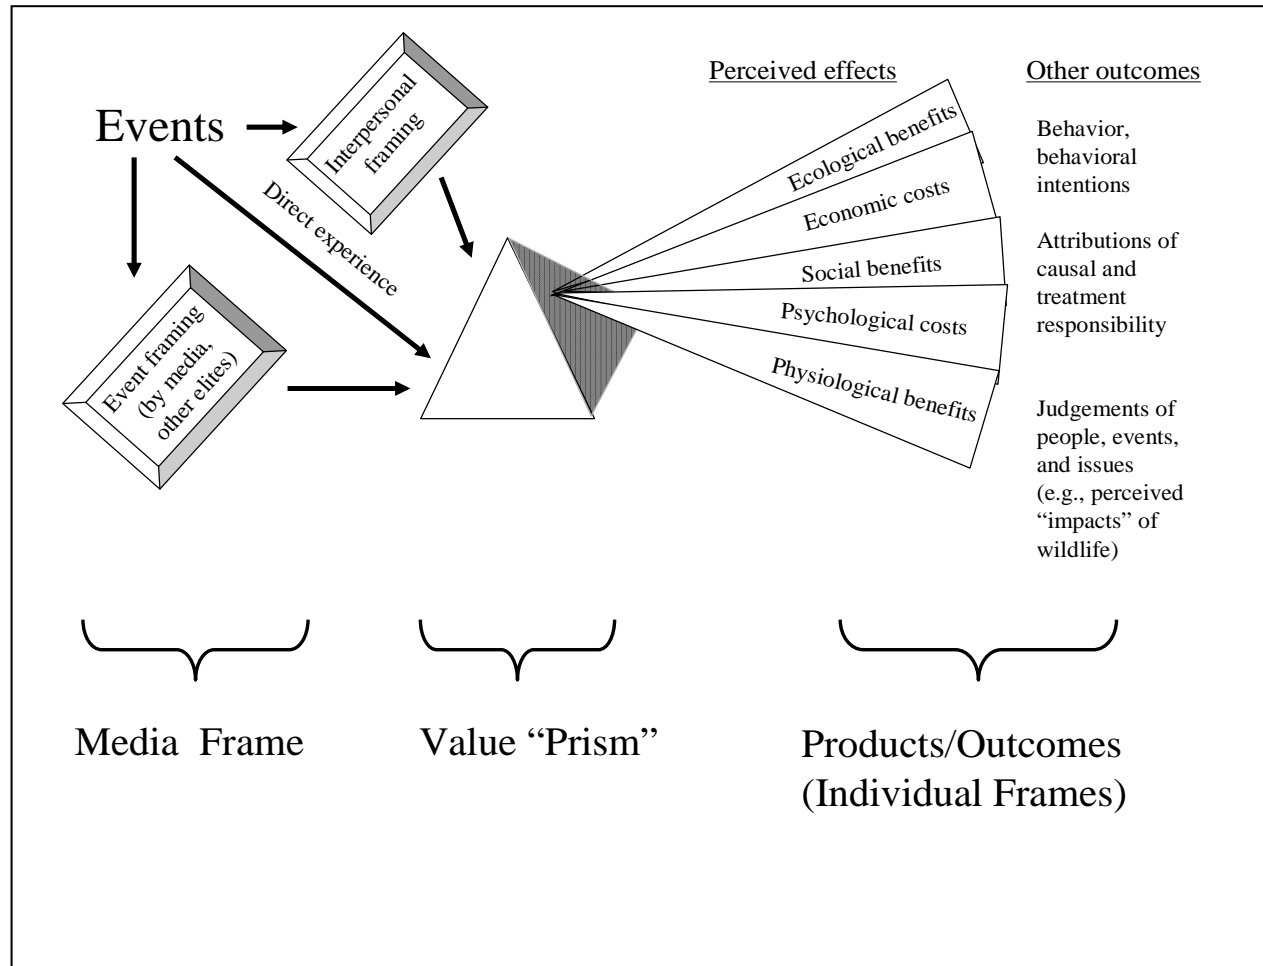 Perceived effects
Other outcomes
Events
Interpersonal
framing
Direct experience
Event framing
(by media,
other elites)
Ecological benefits
Economic costs
Social benefits
Psychological costs
Physiological benefits
Behavior,
behavioral
intentions
Attributions of
causal and
treatment
responsibility
Judgements of
people, events,
and issues
(e.g., perceived
“impacts” of
wildlife)
Media Frame
Value “Prism”
Products/Outcomes
(Individual Frames)